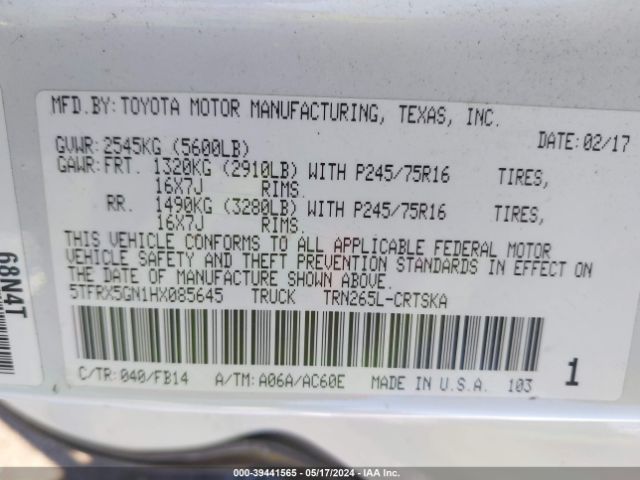 MFD.BY: TOYOTA MOTOR MANUFACTURING, TEXAS, INC.
DATE: 02/17
GVWR: 2545KG (5600LB)
GAWR: FRT. 1320KG (2910LB) WITH P245/75R16 TIRES,
16X7J RIMS.
RR. 1490KG (3280LB) WITH P245/75R16 TIRES,
16X7J RIMS.
THIS VEHICLE CONFORMS TO ALL APPLICABLE FEDERAL MOTOR
VEHICLE SAFETY AND THEFT PREVENTION STANDARDS IN EFFECT ON
THE DATE OF MANUFACTURE SHOWN ABOVE.
5TFRX5GN1HX085645 TRUCK TRN265L-CRTSKA
C/TR: 040/FB14 A/TM: A06A/AC60E MADE IN U.S.A. 103 1
68N4T
000-39441565 — 05/17/2024 — IAA Inc.